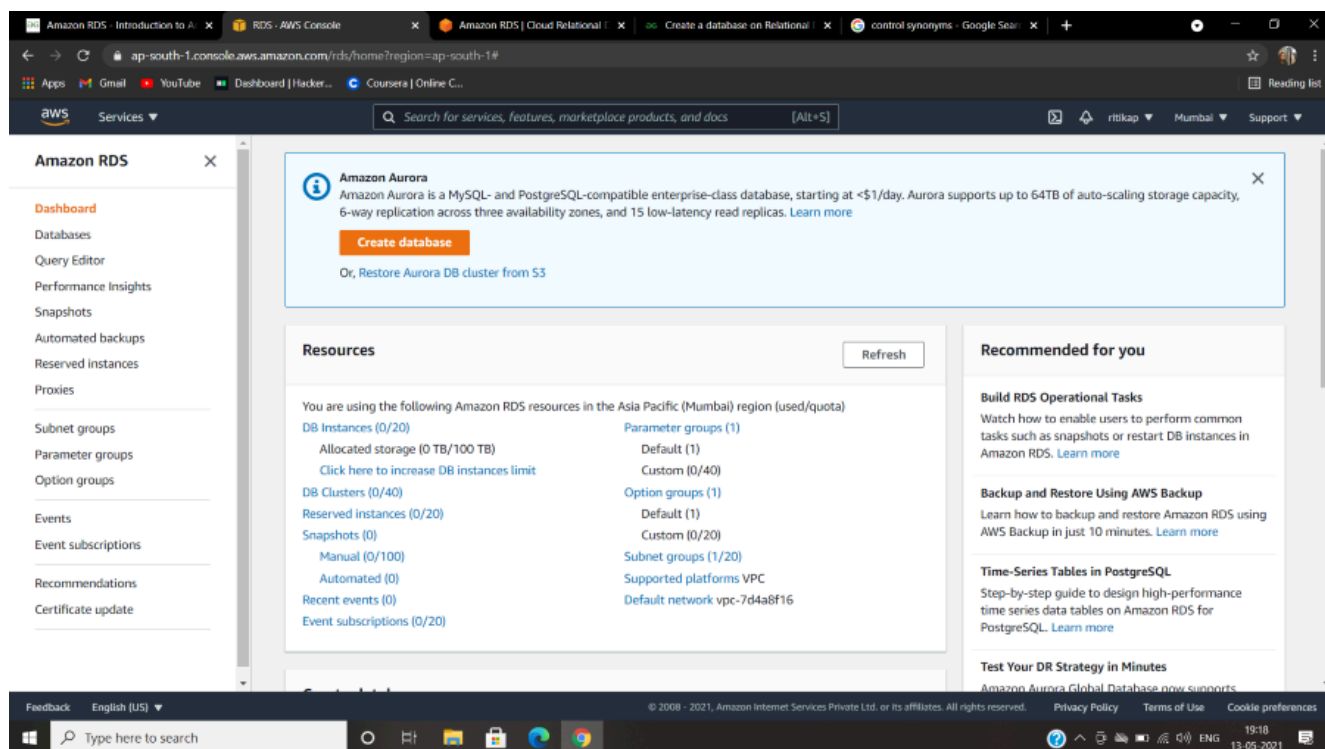 Amazon RDS - Introduction to A
RDS - AWS Console
Amazon RDS | Cloud Relational D
Create a database on Relational
control synonyms - Google Sear
ap-south-1.console.aws.amazon.com/rds/home?region=ap-south-1#
Apps
Gmail
YouTube
Dashboard | Hacker...
Coursera | Online C...
Reading list
aws
Services
Search for services, features, marketplace products, and docs
[Alt+S]
ritikap
Mumbai
Support
Amazon RDS
Dashboard
Databases
Query Editor
Performance Insights
Snapshots
Automated backups
Reserved instances
Proxies
Subnet groups
Parameter groups
Option groups
Events
Event subscriptions
Recommendations
Certificate update
Amazon Aurora
Amazon Aurora is a MySQL- and PostgreSQL-compatible enterprise-class database, starting at <$1/day. Aurora supports up to 64TB of auto-scaling storage capacity,
6-way replication across three availability zones, and 15 low-latency read replicas. Learn more
Create database
Or, Restore Aurora DB cluster from S3
Resources
Refresh
You are using the following Amazon RDS resources in the Asia Pacific (Mumbai) region (used/quota)
DB Instances (0/20)
Allocated storage (0 TB/100 TB)
Click here to increase DB instances limit
DB Clusters (0/40)
Reserved instances (0/20)
Snapshots (0)
Manual (0/100)
Automated (0)
Recent events (0)
Event subscriptions (0/20)
Parameter groups (1)
Default (1)
Custom (0/40)
Option groups (1)
Default (1)
Custom (0/20)
Subnet groups (1/20)
Supported platforms VPC
Default network vpc-7d4a8f16
Recommended for you
Build RDS Operational Tasks
Watch how to enable users to perform common
tasks such as snapshots or restart DB instances in
Amazon RDS. Learn more
Backup and Restore Using AWS Backup
Learn how to backup and restore Amazon RDS using
AWS Backup in just 10 minutes. Learn more
Time-Series Tables in PostgreSQL
Step-by-step guide to design high-performance
time series data tables on Amazon RDS for
PostgreSQL. Learn more
Test Your DR Strategy in Minutes
Amazon Aurora Global Database now supports
Feedback
English (US)
© 2008 - 2021, Amazon Internet Services Private Ltd. or its affiliates. All rights reserved.
Privacy Policy
Terms of Use
Cookie preferences
Type here to search
ENG
19:18
13-05-2021